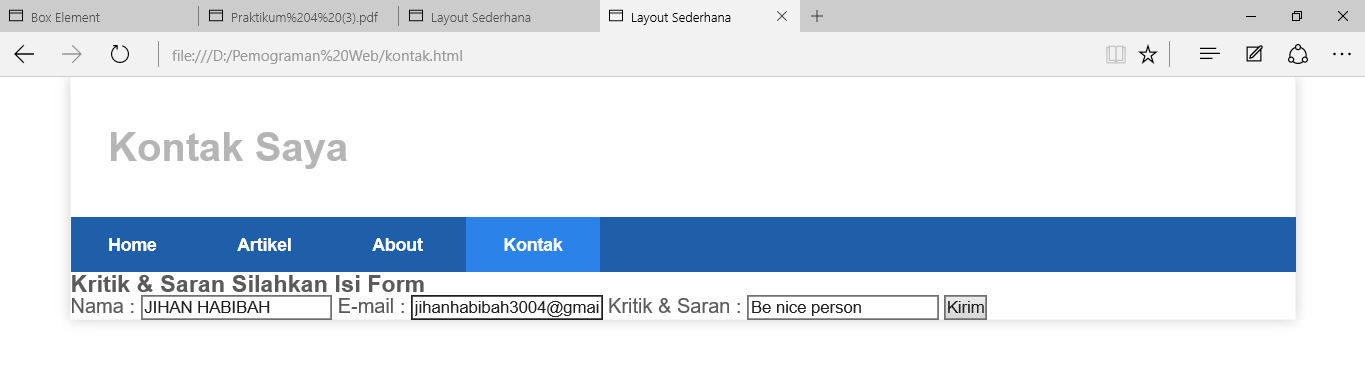 Box Element Praktikum%204%20(3).pdf Layout Sederhana Layout Sederhana
file:///D:/Pemograman%20Web/kontak.html
Kontak Saya
Home Artikel About Kontak
Kritik & Saran Silahkan Isi Form
Nama : JIHAN HABIBAH E-mail : jihanhabibah3004@gmai Kritik & Saran : Be nice person Kirim